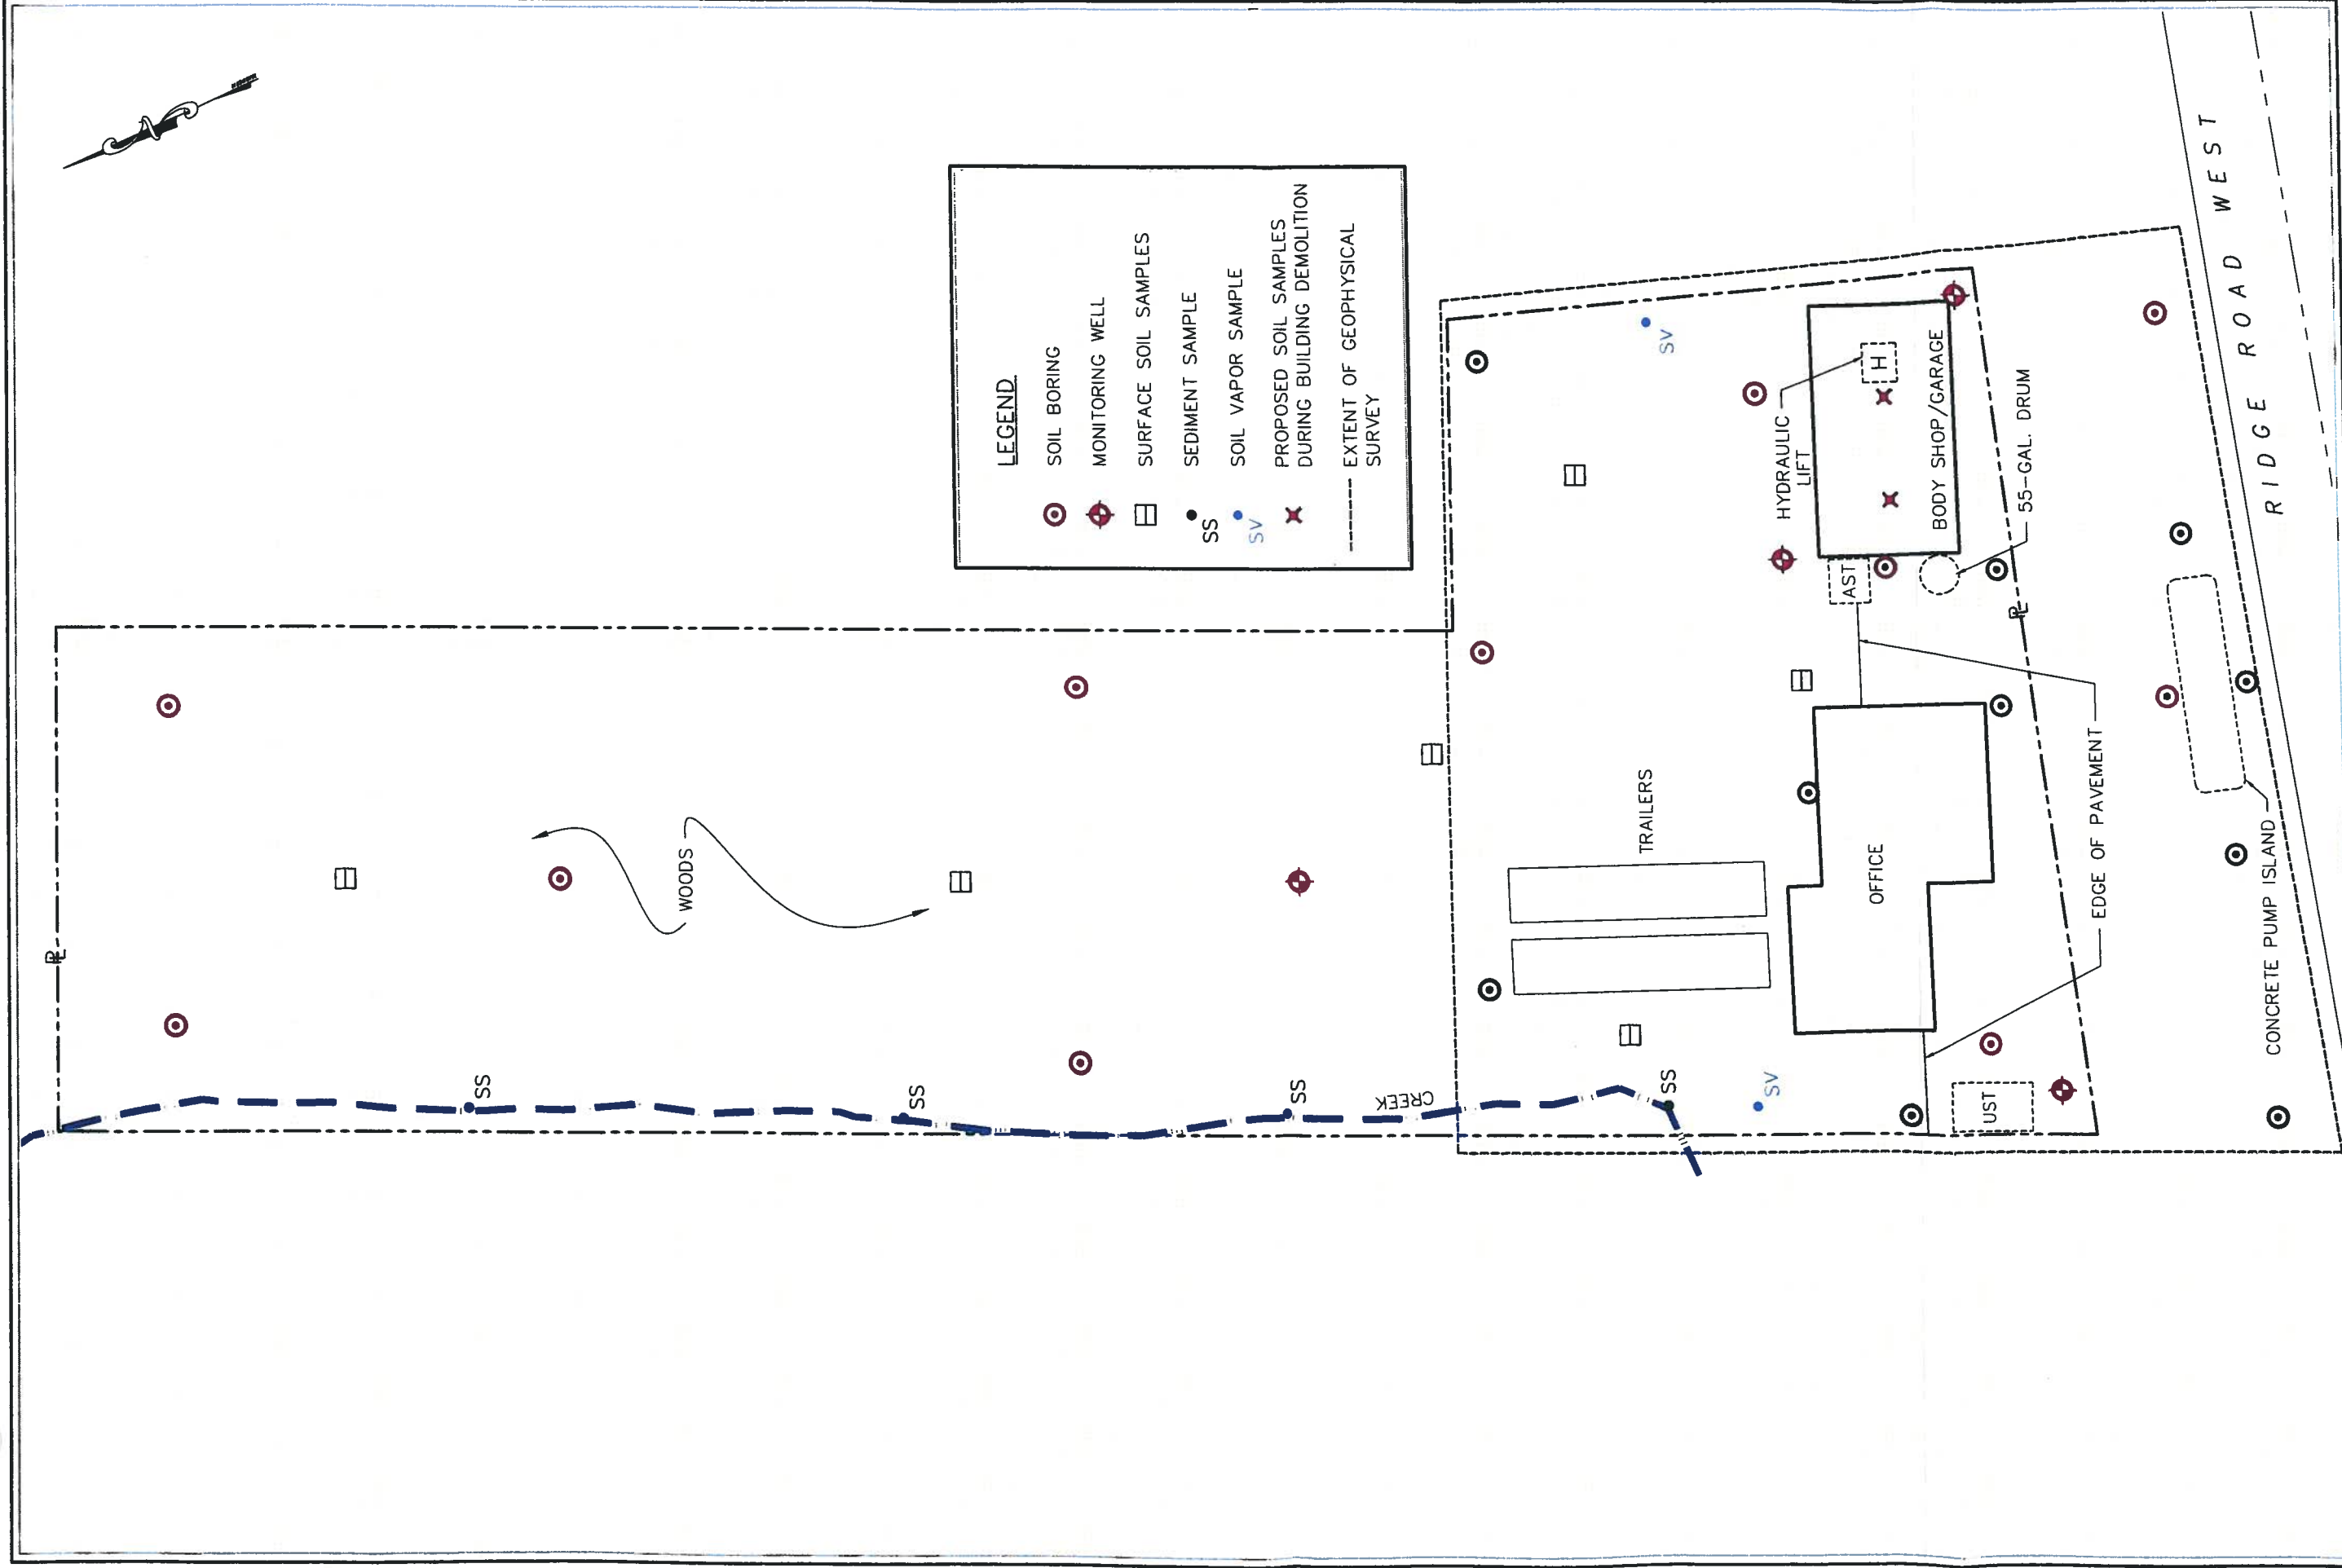 LEGEND
SOIL BORING
MONITORING WELL
SURFACE SOIL SAMPLES
SS
SEDIMENT SAMPLE
SV
SOIL VAPOR SAMPLE
PROPOSED SOIL SAMPLES
DURING BUILDING DEMOLITION
EXTENT OF GEOPHYSICAL
SURVEY
PL
WOODS
SS
SS
SS
SS
CREEK
SV
SV
TRAILERS
HYDRAULIC
LIFT
H
BODY SHOP/GARAGE
AST
55-GAL. DRUM
PL
OFFICE
UST
EDGE OF PAVEMENT
CONCRETE PUMP ISLAND
RIDGE ROAD WEST